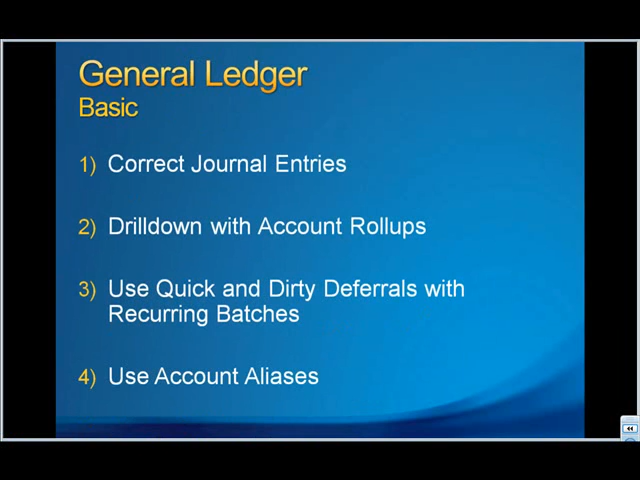 General Ledger
Basic
1) Correct Journal Entries
2) Drilldown with Account Rollups
3) Use Quick and Dirty Deferrals with
Recurring Batches
4) Use Account Aliases